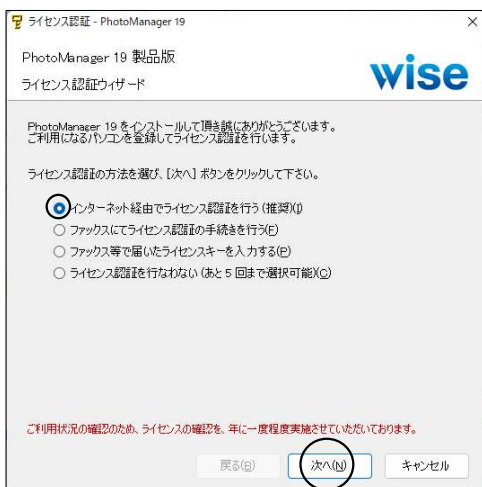 ライセンス認証 - PhotoManager 19
PhotoManager 19 製品版
ライセンス認証ウィザード
wise
PhotoManager 19 をインストールして頂き誠にありがとうございます。
ご利用になるパソコンを登録してライセンス認証を行います。
ライセンス認証の方法を選び、[次へ] ボタンをクリックして下さい。
インターネット経由でライセンス認証を行う (推奨)(I)
ファックスにてライセンス認証の手続きを行う(F)
ファックス等で届いたライセンスキーを入力する(P)
ライセンス認証を行なわない (あと 5 回まで選択可能)(C)
ご利用状況の確認のため、ライセンスの確認を、年に一度程度実施させていただいております。
戻る(B) 次へ(N) キャンセル